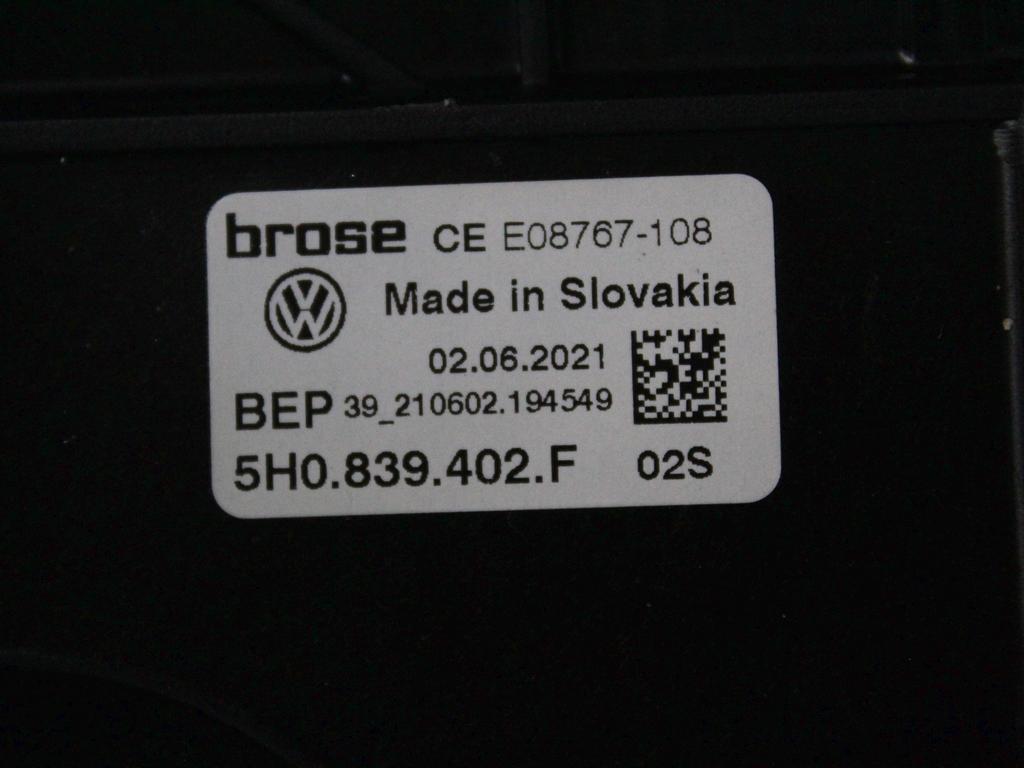 brose CE E08767-108
Made in Slovakia
02.06.2021
BEP 39_210602.194549
5H0.839.402.F 02S